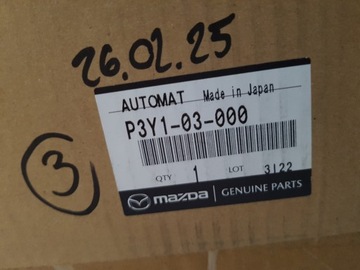 26.02.25
AUTOMAT Made in Japan
P3Y1-03-000
QTY 1 LOT 3122
mazda GENUINE PARTS
3